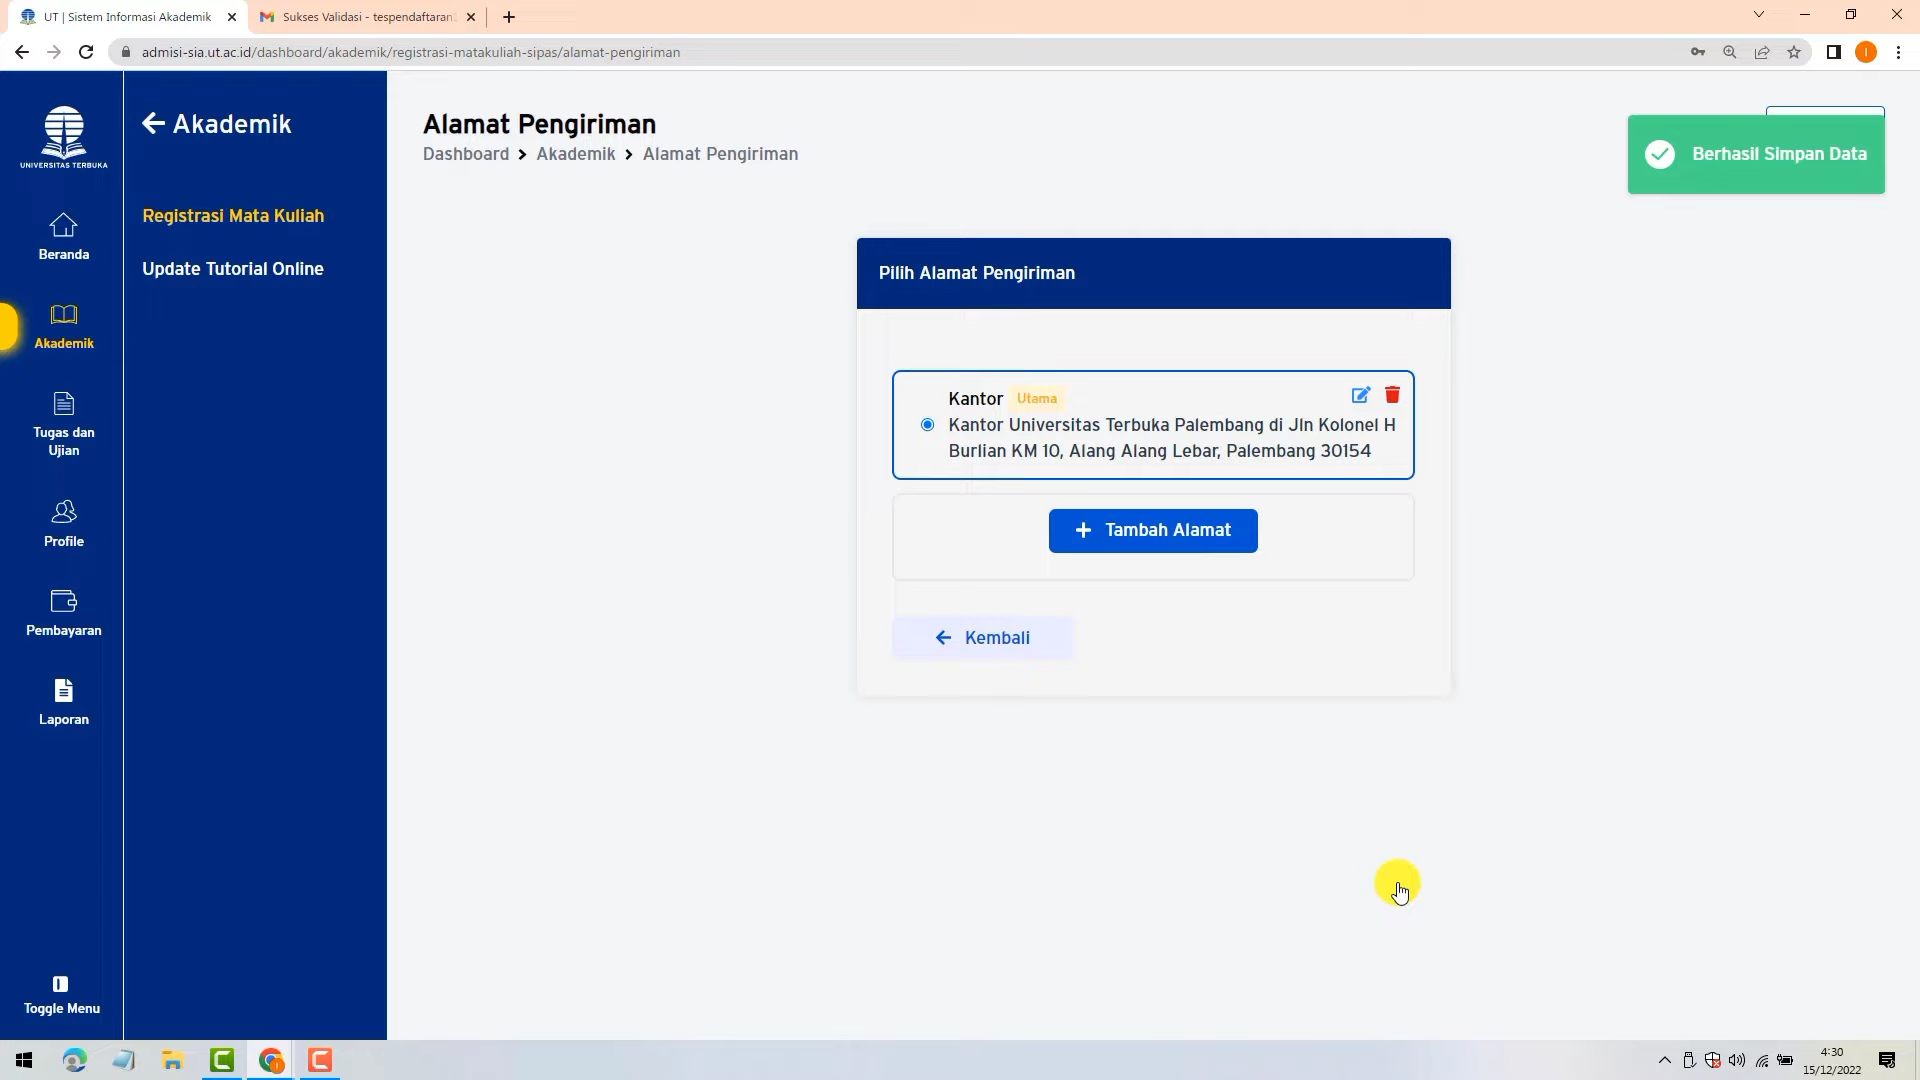 UT | Sistem Informasi Akademik
Sukses Validasi - tespendaftaran
admisi-sia.ut.ac.id/dashboard/akademik/registrasi-matakuliah-sipas/alamat-pengiriman
I
UNIVERSITAS TERBUKA
Beranda
Akademik
Tugas dan
Ujian
Profile
Pembayaran
Laporan
Toggle Menu
Akademik
Registrasi Mata Kuliah
Update Tutorial Online
Alamat Pengiriman
Dashboard > Akademik > Alamat Pengiriman
Berhasil Simpan Data
Pilih Alamat Pengiriman
Kantor Utama
Kantor Universitas Terbuka Palembang di Jln Kolonel H
Burlian KM 10, Alang Alang Lebar, Palembang 30154
+ Tambah Alamat
Kembali
4:30
15/12/2022